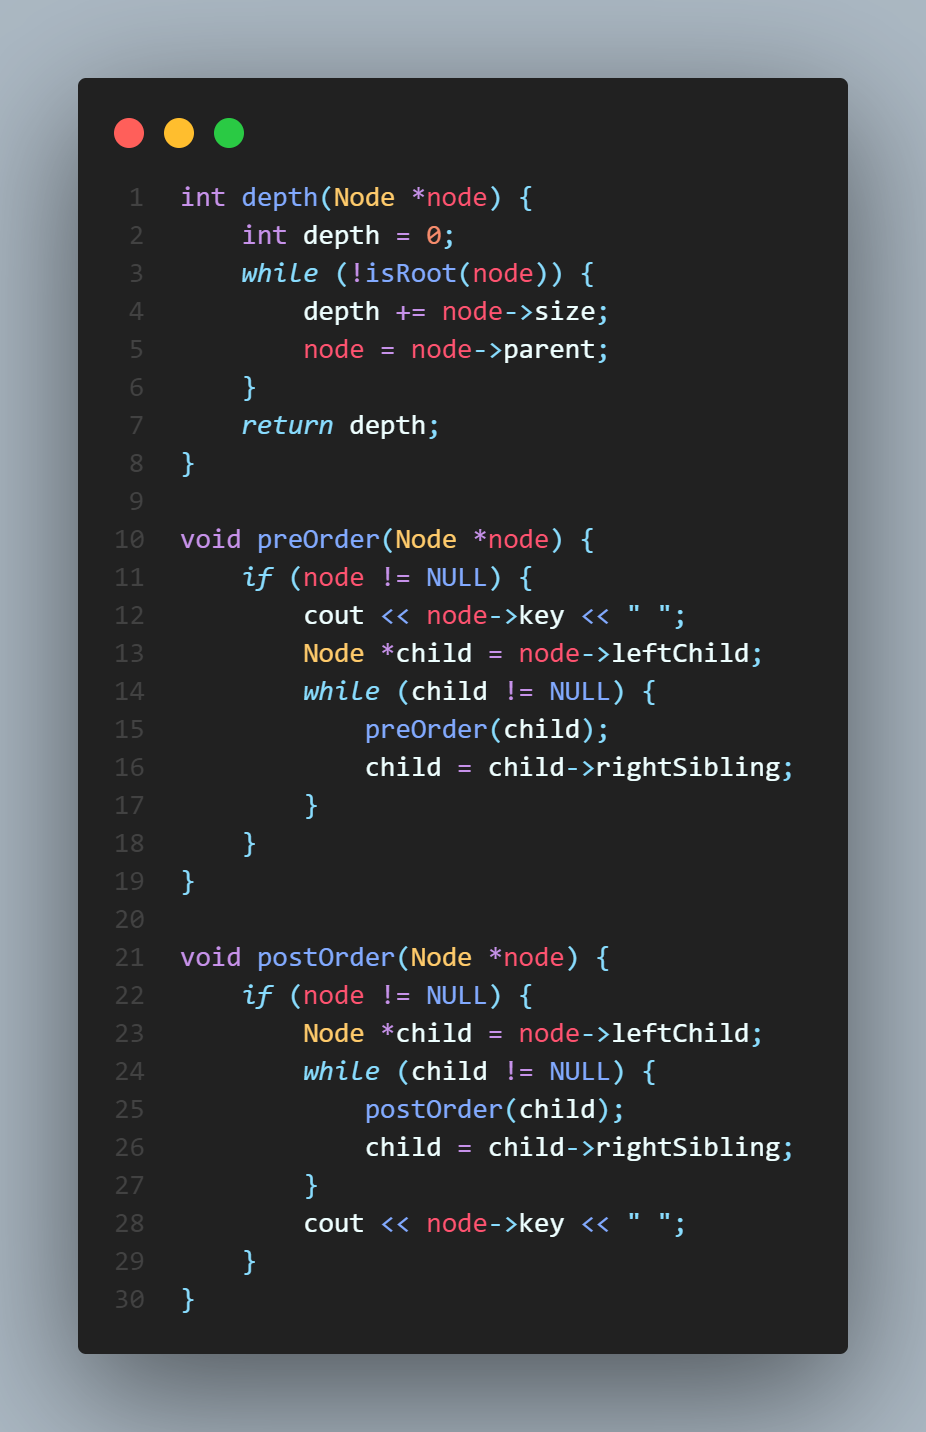 1 int depth(Node *node) {
2     int depth = 0;
3     while (!isRoot(node)) {
4         depth += node->size;
5         node = node->parent;
6     }
7     return depth;
8 }
9
10 void preOrder(Node *node) {
11     if (node != NULL) {
12         cout << node->key << " ";
13         Node *child = node->leftChild;
14         while (child != NULL) {
15             preOrder(child);
16             child = child->rightSibling;
17         }
18     }
19 }
20
21 void postOrder(Node *node) {
22     if (node != NULL) {
23         Node *child = node->leftChild;
24         while (child != NULL) {
25             postOrder(child);
26             child = child->rightSibling;
27         }
28         cout << node->key << " ";
29     }
30 }